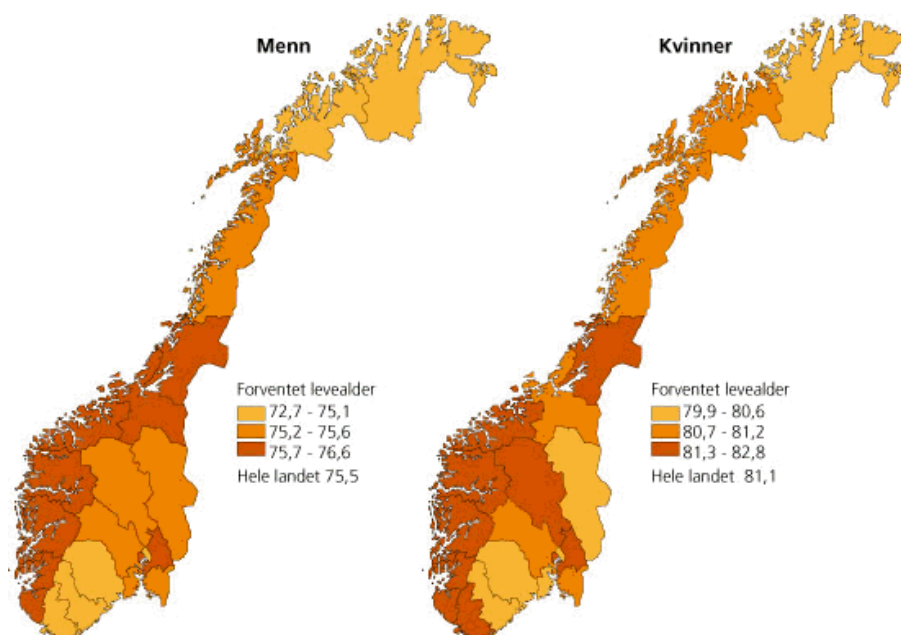 Menn
Kvinner
Forventet levealder
72,7 - 75,1
75,2 - 75,6
75,7 - 76,6
Hele landet 75,5
Forventet levealder
79,9 - 80,6
80,7 - 81,2
81,3 - 82,8
Hele landet 81,1